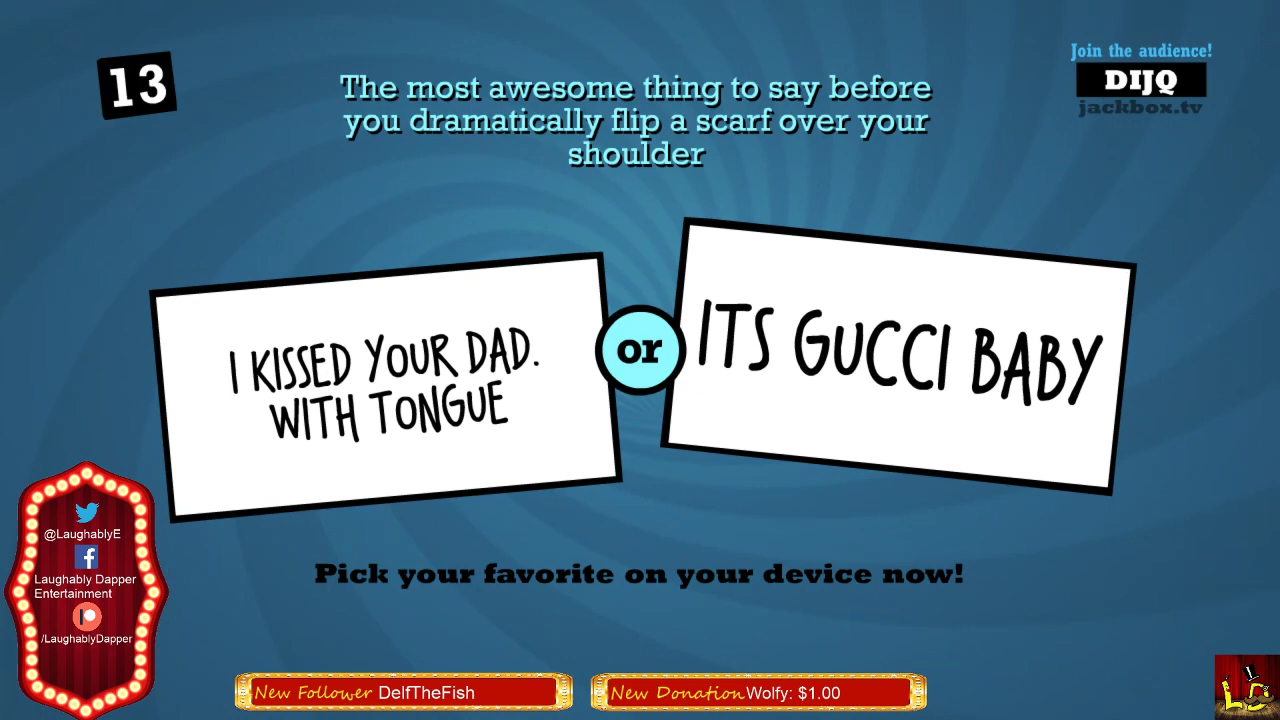 13
The most awesome thing to say before
you dramatically flip a scarf over your
shoulder
Join the audience!
DIJQ
jackbox.tv
I KISSED YOUR DAD.
WITH TONGUE
or
ITS GUCCI BABY
Pick your favorite on your device now!
@LaughablyE
Laughably Dapper
Entertainment
/LaughablyDapper
New Follower DelfTheFish
New Donation Wolfy: $1.00
LD